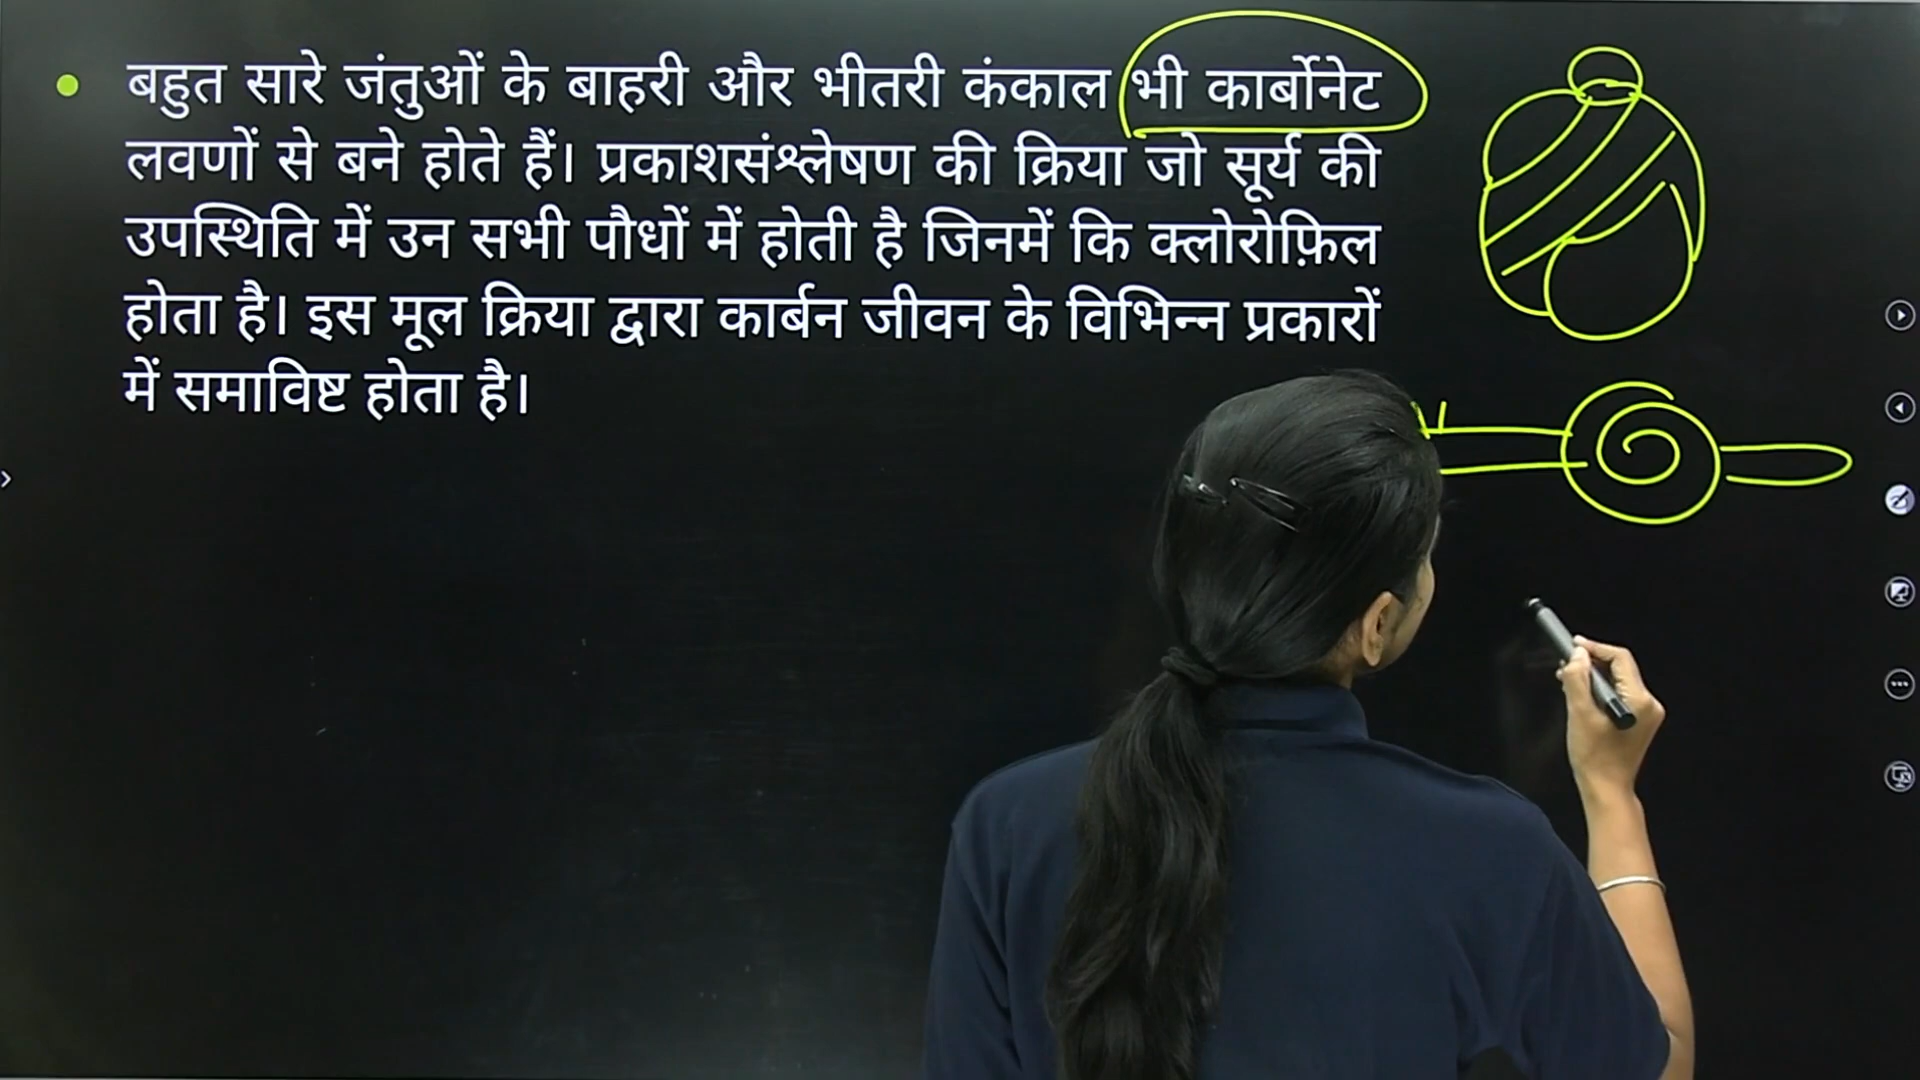 बहुत सारे जंतुओं के बाहरी और भीतरी कंकाल भी कार्बोनेट
लवणों से बने होते हैं। प्रकाशसंश्लेषण की क्रिया जो सूर्य की
उपस्थिति में उन सभी पौधों में होती है जिनमें कि क्लोरोफ़िल
होता है। इस मूल क्रिया द्वारा कार्बन जीवन के विभिन्न प्रकारों
में समाविष्ट होता है।